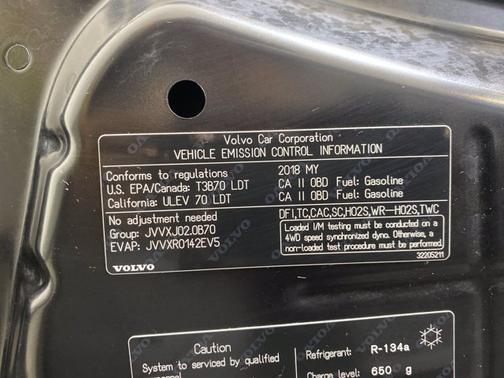 Volvo Car Corporation
VEHICLE EMISSION CONTROL INFORMATION
Conforms to regulations 2018 MY
U.S. EPA/Canada: T3B70 LDT CA II OBD Fuel: Gasoline
California: ULEV 70 LDT CA II OBD Fuel: Gasoline
No adjustment needed DFI,TC,CAC,SC,HO2S,WR-HO2S,TWC
Group: JVVXJ02.0B70
EVAP: JVVXR0142EV5
Loaded I/M testing must be conducted on a
4WD speed synchronized dyno. Otherwise, a
non-loaded test procedure must be performed.
VOLVO
32205211
Caution
System to be serviced by qualified
Refrigerant: R-134a
Charge level: 650 g